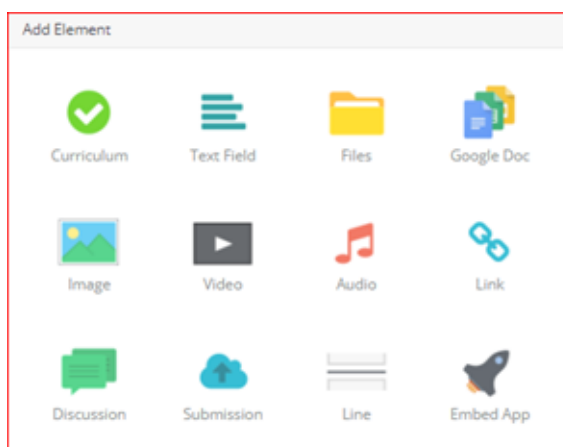 Add Element
Curriculum Text Field Files Google Doc
Image Video Audio Link
Discussion Submission Line Embed App